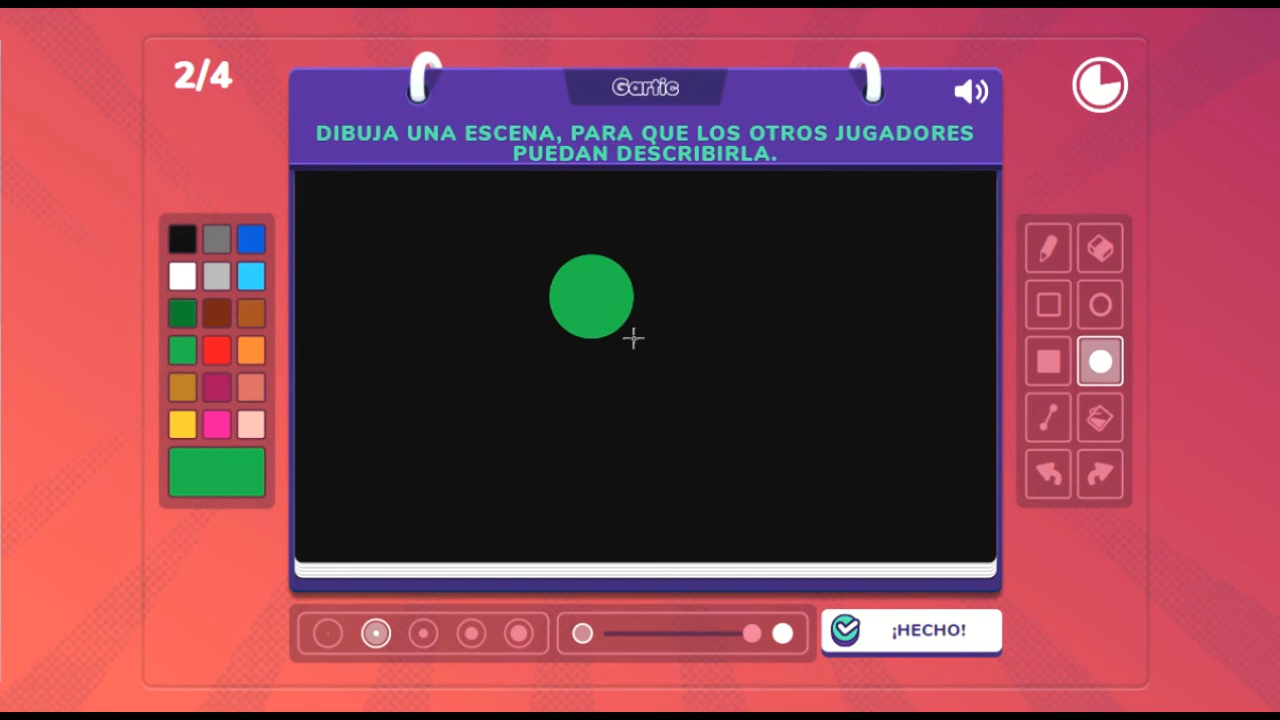 2/4
Gartic
DIBUJA UNA ESCENA, PARA QUE LOS OTROS JUGADORES
PUEDAN DESCRIBIRLA.
¡HECHO!